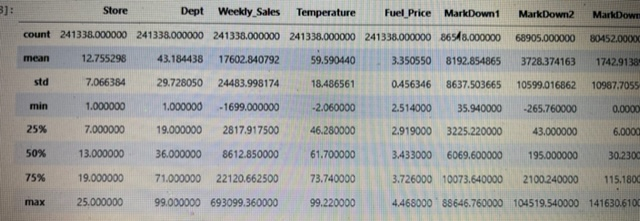 3]: Store Dept Weekly_Sales Temperature Fuel_Price MarkDown1 MarkDown2 MarkDow
count 241338.000000 241338.000000 241338.000000 241338.000000 241338.000000 86548.000000 68905.000000 80452.0000
mean 12.755298 43.184438 17602.840792 59.590440 3.350550 8192.854865 3728.374163 1742.9138
std 7.066384 29.728050 24483.998174 18.486561 0.456346 8637.503665 10599.016862 10987.7055
min 1.000000 1.000000 -1699.000000 -2.060000 2.514000 35.940000 -265.760000 0.0000
25% 7.000000 19.000000 2817.917500 46.280000 2.919000 3225.220000 43.000000 6.0000
50% 13.000000 36.000000 8612.850000 61.700000 3.433000 6069.600000 195.000000 30.2300
75% 19.000000 71.000000 22120.662500 73.740000 3.726000 10073.640000 2100.240000 115.1800
max 25.000000 99.000000 693099.360000 99.220000 4.468000 88646.760000 104519.540000 141630.6100